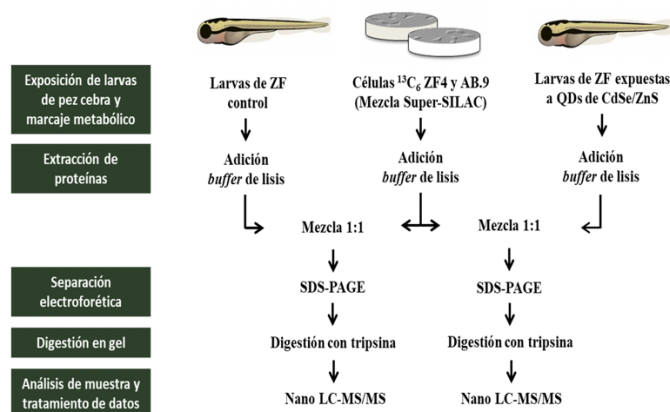 Exposición de larvas
de pez cebra y
marcaje metabólico
Larvas de ZF
control
Células ¹³C₆ ZF4 y AB.9
(Mezcla Super-SILAC)
Larvas de ZF expuestas
a QDs de CdSe/ZnS
Extracción de
proteínas
Adición
buffer de lisis
Adición
buffer de lisis
Adición
buffer de lisis
Mezcla 1:1
Mezcla 1:1
Separación
electroforética
SDS-PAGE
SDS-PAGE
Digestión en gel
Digestión con tripsina
Digestión con tripsina
Análisis de muestra y
tratamiento de datos
Nano LC-MS/MS
Nano LC-MS/MS